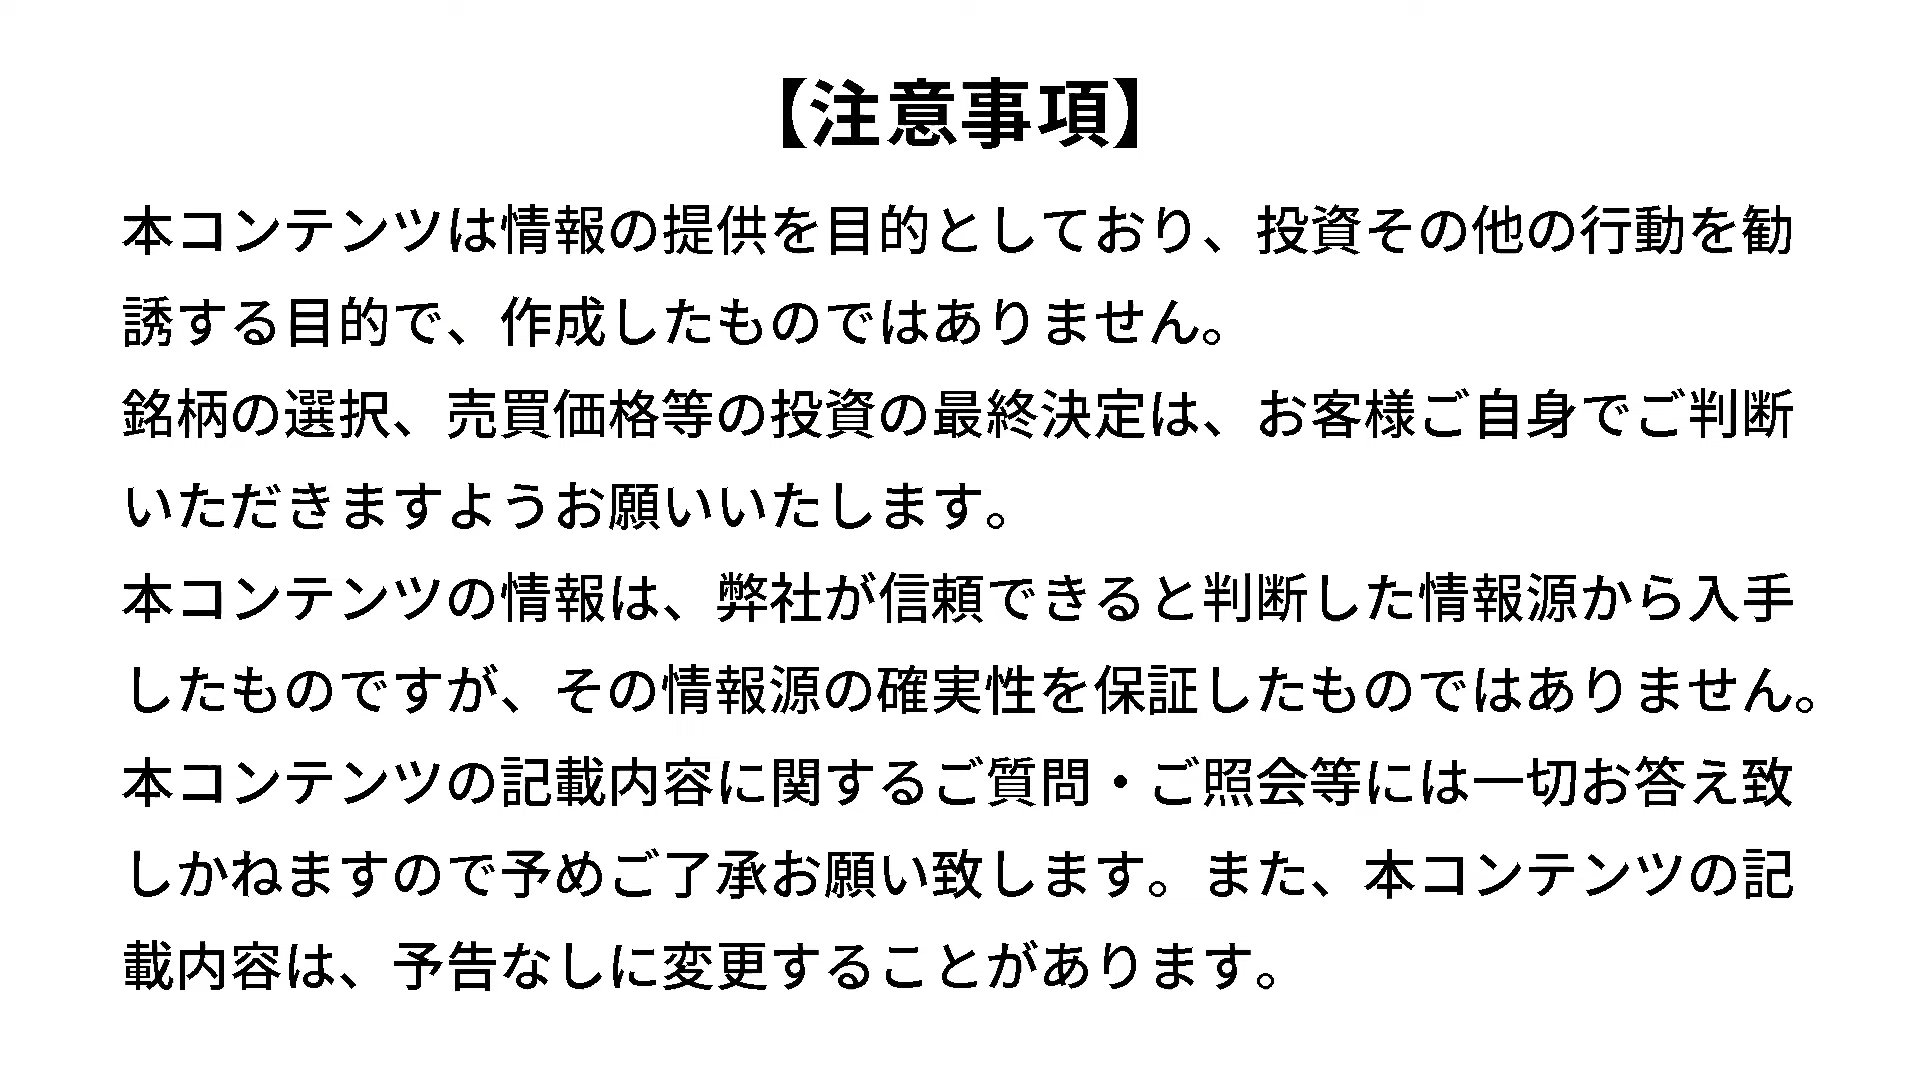 【注意事項】
本コンテンツは情報の提供を目的としており、投資その他の行動を勧
誘する目的で、作成したものではありません。
銘柄の選択、売買価格等の投資の最終決定は、お客様ご自身でご判断
いただきますようお願いいたします。
本コンテンツの情報は、弊社が信頼できると判断した情報源から入手
したものですが、その情報源の確実性を保証したものではありません。
本コンテンツの記載内容に関するご質問・ご照会等には一切お答え致
しかねますので予めご了承お願い致します。また、本コンテンツの記
載内容は、予告なしに変更することがあります。